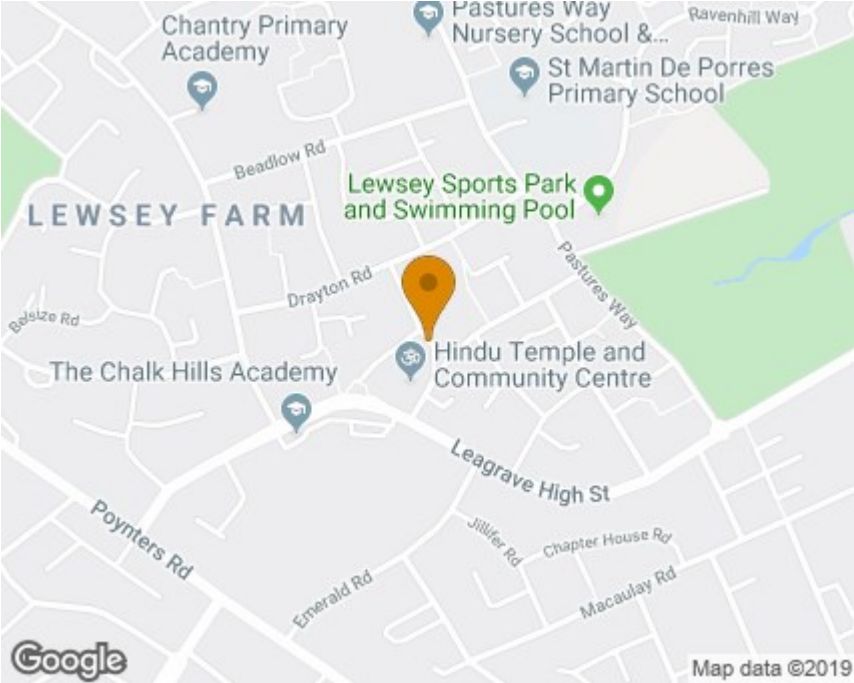 Chantry Primary
Academy
Pastures Way
Nursery School &...
Ravenhill Way
St Martin De Porres
Primary School
Beadlow Rd
Lewsey Sports Park
and Swimming Pool
LEWSEY FARM
Pastures Way
Drayton Rd
Belsize Rd
Hindu Temple and
Community Centre
The Chalk Hills Academy
Leagrave High St
Poynters Rd
Jillifer Rd
Chapter House Rd
Emerald Rd
Macaulay Rd
Google
Map data ©2019